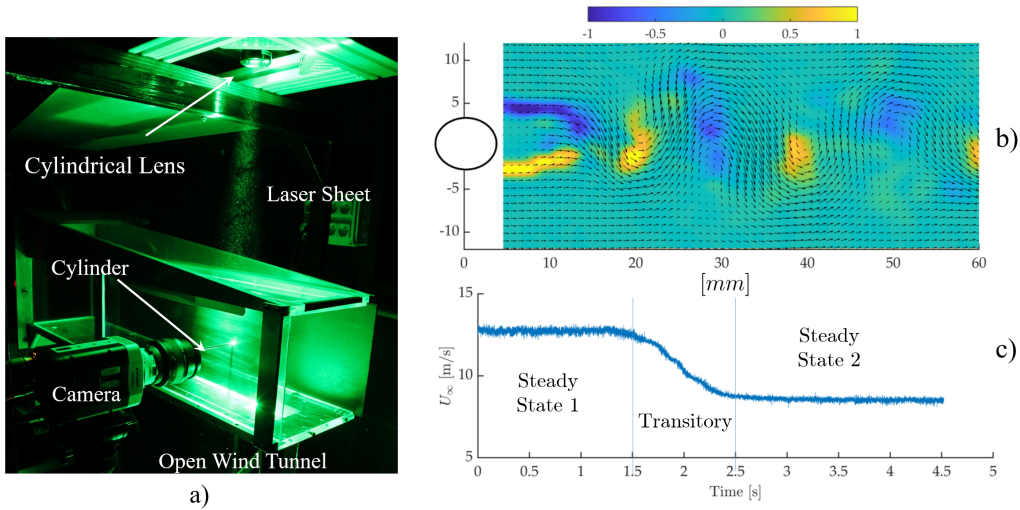 Cylindrical Lens
Laser Sheet
Cylinder
Camera
Open Wind Tunnel
a)
-1
-0.5
0
0.5
1
10
5
-5
-10
0
10
20
30
40
50
60
[mm]
b)
15
10
5
U∞ [m/s]
Steady
State 1
Transitory
Steady
State 2
0
0.5
1
1.5
2
2.5
3
3.5
4
4.5
5
Time [s]
c)